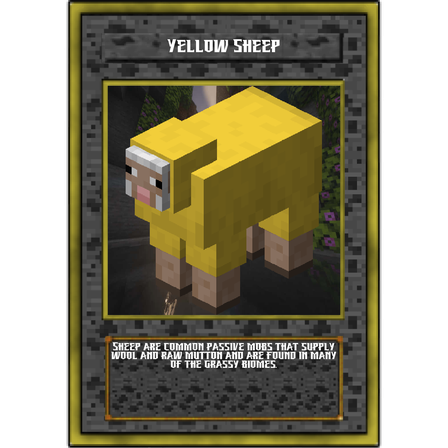 Yellow Sheep
Sheep are common passive mobs that supply
wool and raw mutton and are found in many
of the grassy biomes.